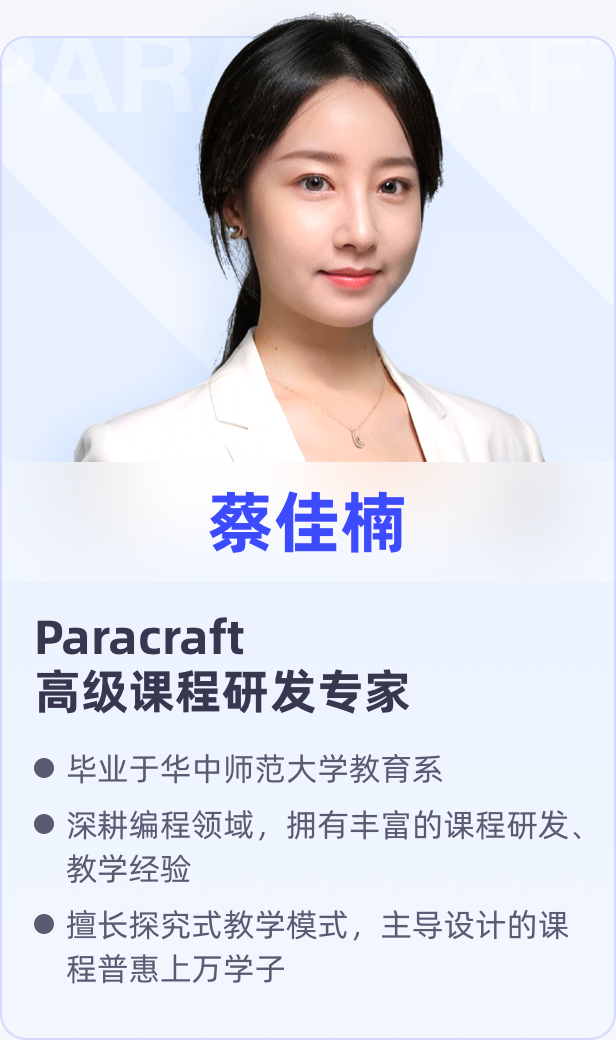 PARACRAF
蔡佳楠
Paracraft
高级课程研发专家
毕业于华中师范大学教育系
深耕编程领域，拥有丰富的课程研发、
教学经验
擅长探究式教学模式，主导设计的课
程普惠上万学子